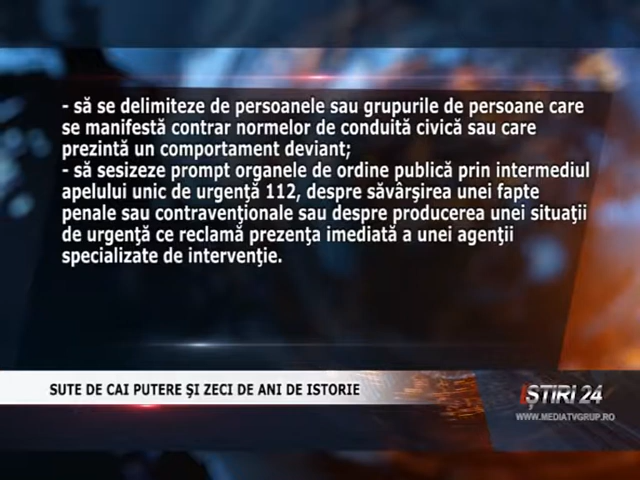 - să se delimiteze de persoanele sau grupurile de persoane care
se manifestă contrar normelor de conduită civică sau care
prezintă un comportament deviant;
- să sesizeze prompt organele de ordine publică prin intermediul
apelului unic de urgenţă 112, despre săvârşirea unei fapte
penale sau contravenţionale sau despre producerea unei situaţii
de urgenţă ce reclamă prezenţa imediată a unei agenţii
specializate de intervenţie.
SUTE DE CAI PUTERE ŞI ZECI DE ANI DE ISTORIE
ŞTIRI 24
WWW.MEDIATVGRUP.RO